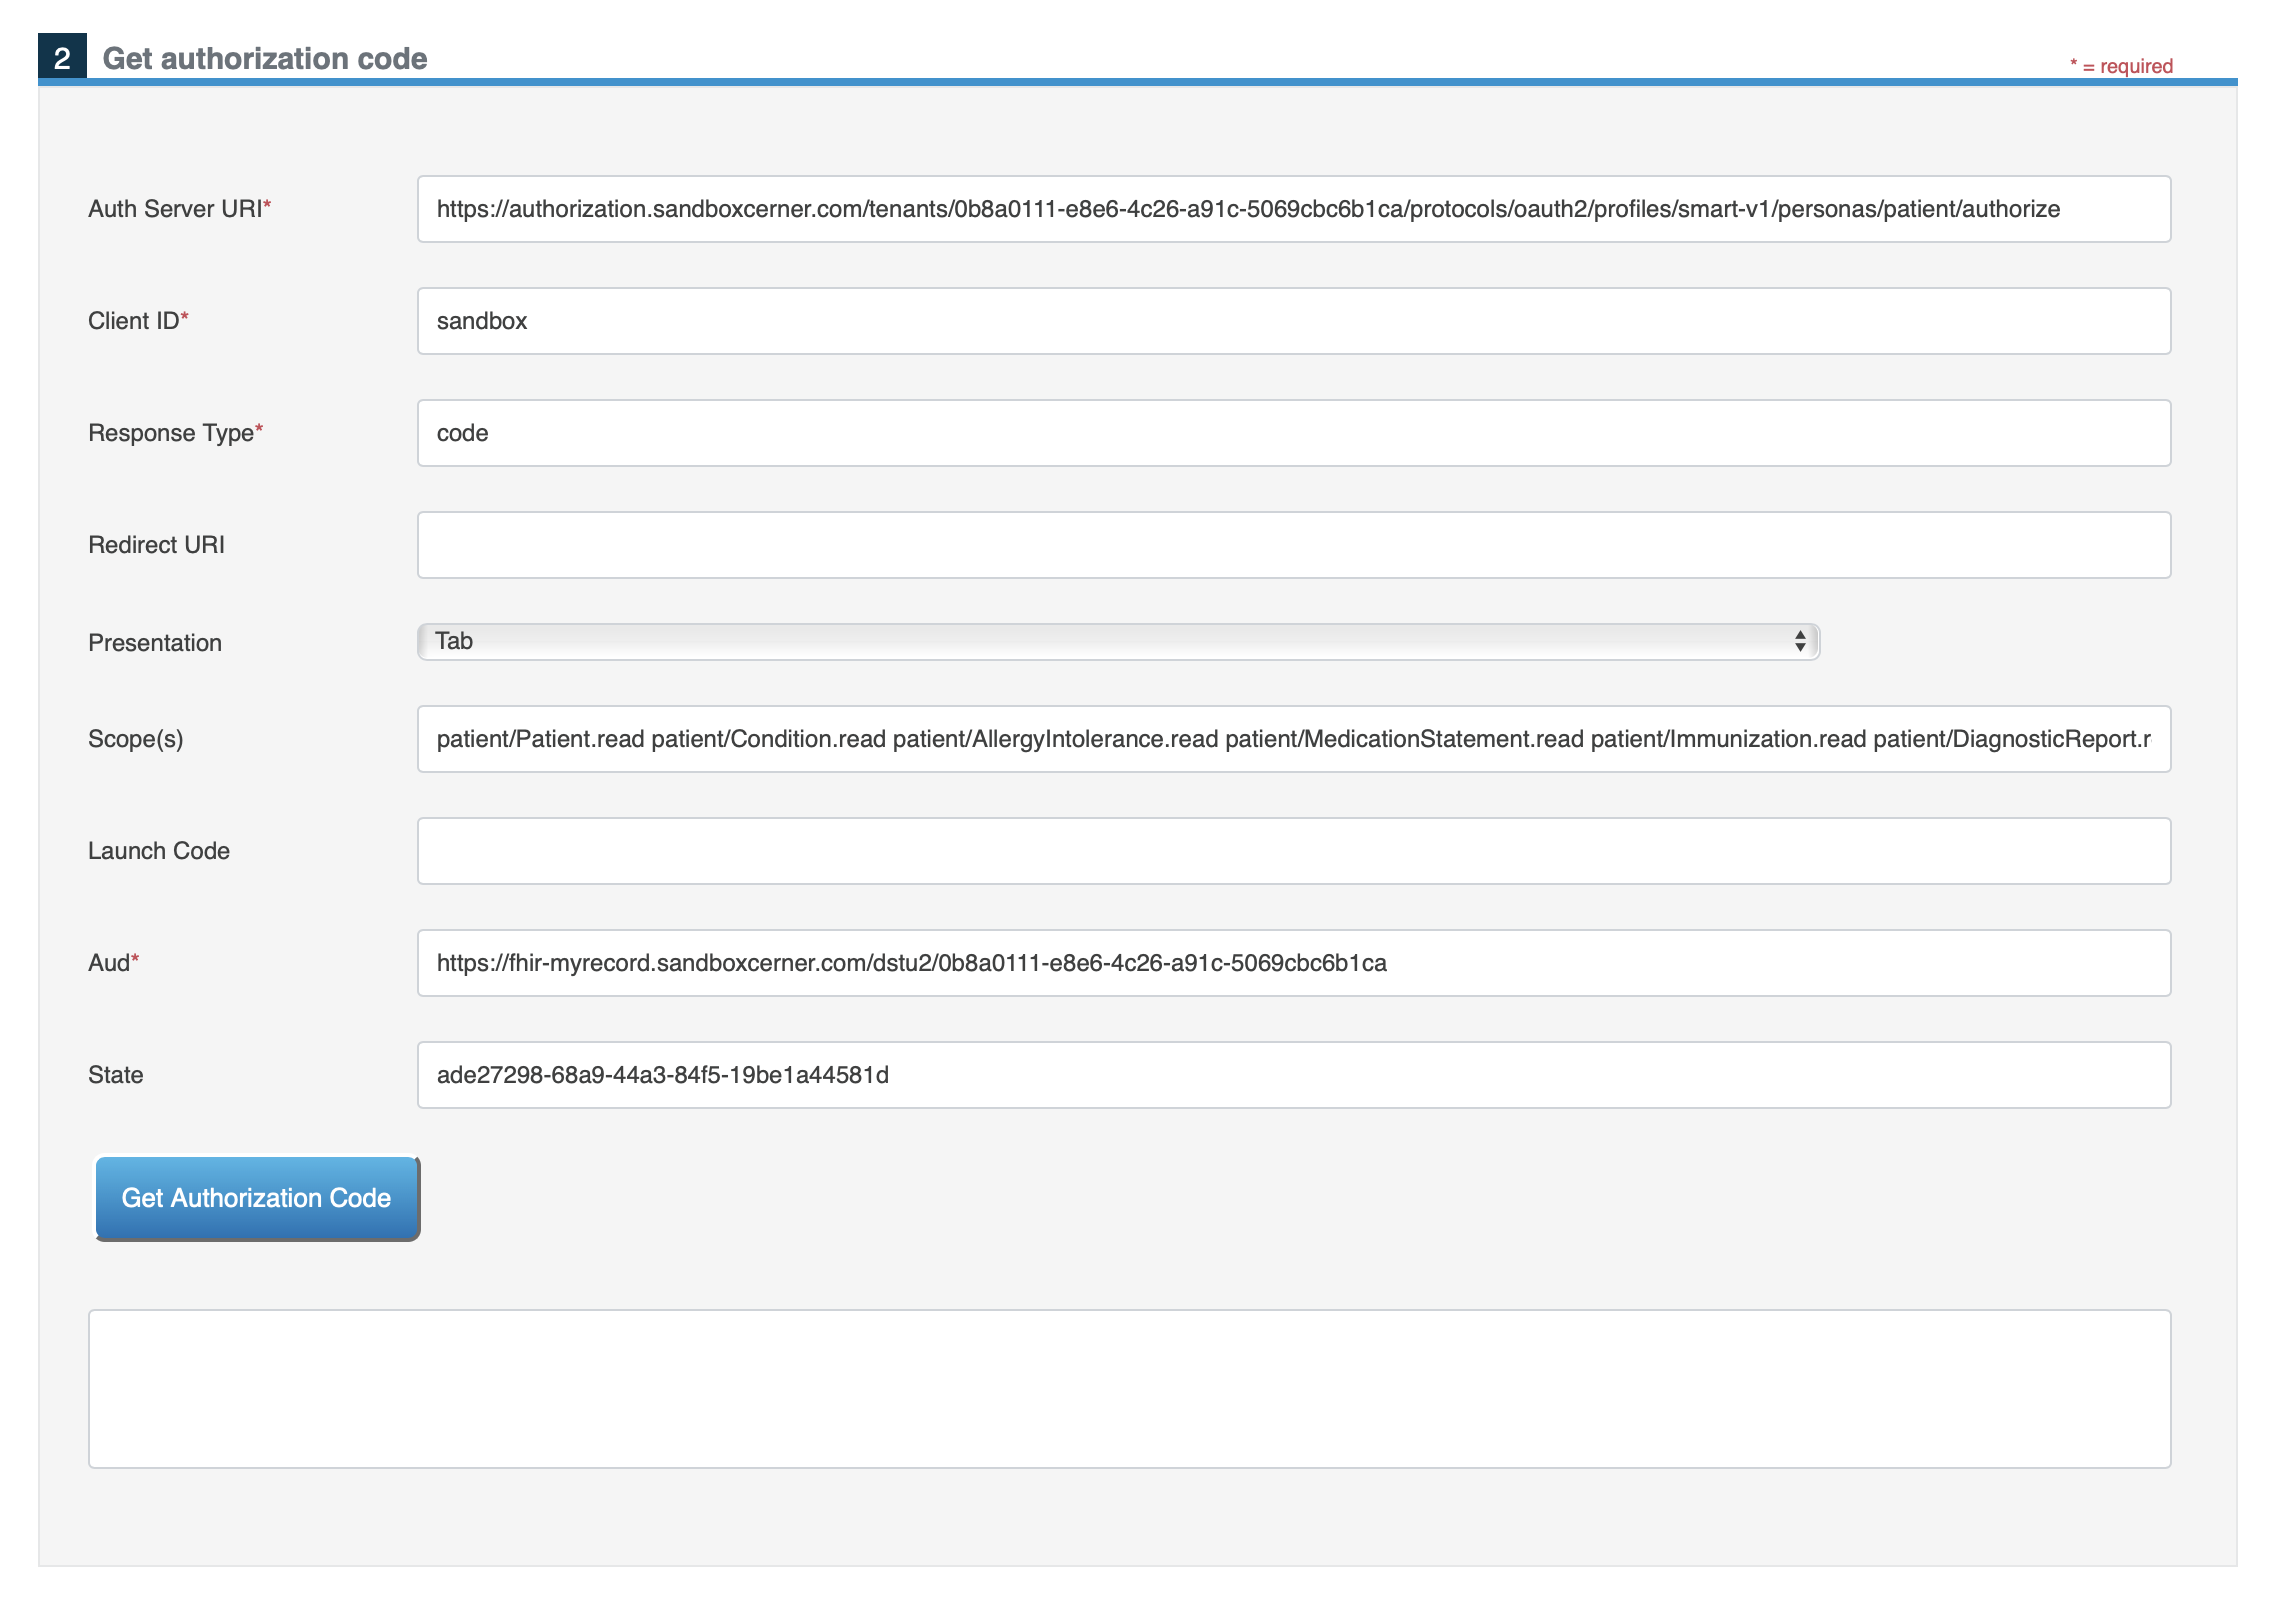 2 Get authorization code
* = required
Auth Server URI* https://authorization.sandboxcerner.com/tenants/0b8a0111-e8e6-4c26-a91c-5069cbc6b1ca/protocols/oauth2/profiles/smart-v1/personas/patient/authorize
Client ID* sandbox
Response Type* code
Redirect URI
Presentation Tab
Scope(s) patient/Patient.read patient/Condition.read patient/AllergyIntolerance.read patient/MedicationStatement.read patient/Immunization.read patient/DiagnosticReport.r
Launch Code
Aud* https://fhir-myrecord.sandboxcerner.com/dstu2/0b8a0111-e8e6-4c26-a91c-5069cbc6b1ca
State ade27298-68a9-44a3-84f5-19be1a44581d
Get Authorization Code